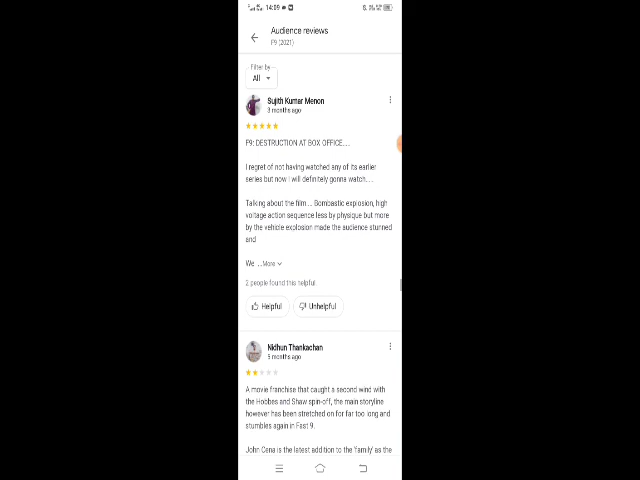 14:09
Audience reviews
F9 (2021)
Filter by
All
Sujith Kumar Menon
3 months ago
F9: DESTRUCTION AT BOX OFFICE.....
I regret of not having watched any of its earlier
series but now I will definitely gonna watch.....
Talking about the film.... Bombastic explosion, high
voltage action sequence less by physique but more
by the vehicle explosion made the audience stunned
and
We ...More
2 people found this helpful.
Helpful
Unhelpful
Nidhun Thankachan
5 months ago
A movie franchise that caught a second wind with
the Hobbes and Shaw spin-off, the main storyline
however has been stretched on for far too long and
stumbles again in Fast 9.
John Cena is the latest addition to the 'family' as the